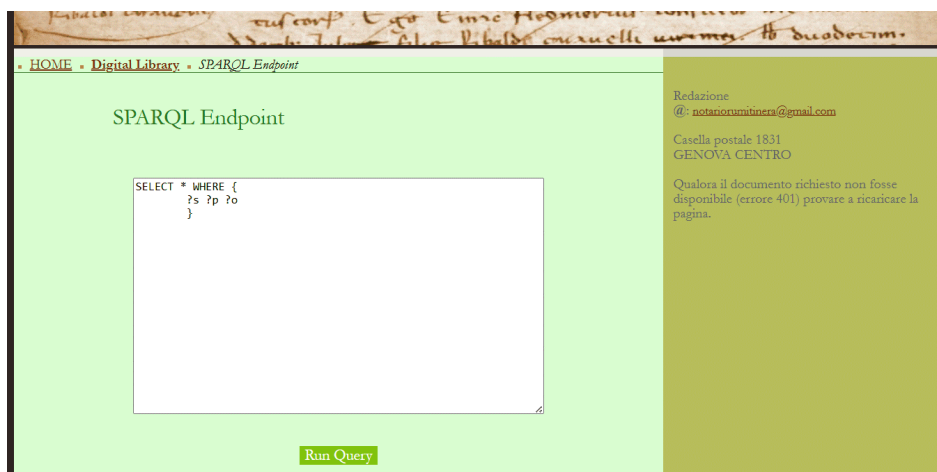 HOME Digital Library SPARQL Endpoint
SPARQL Endpoint
SELECT * WHERE {
?s ?p ?o
}
Run Query
Redazione
@: notariorumitinera@gmail.com
Casella postale 1831
GENOVA CENTRO
Qualora il documento richiesto non fosse
disponibile (errore 401) provare a ricaricare la
pagina.